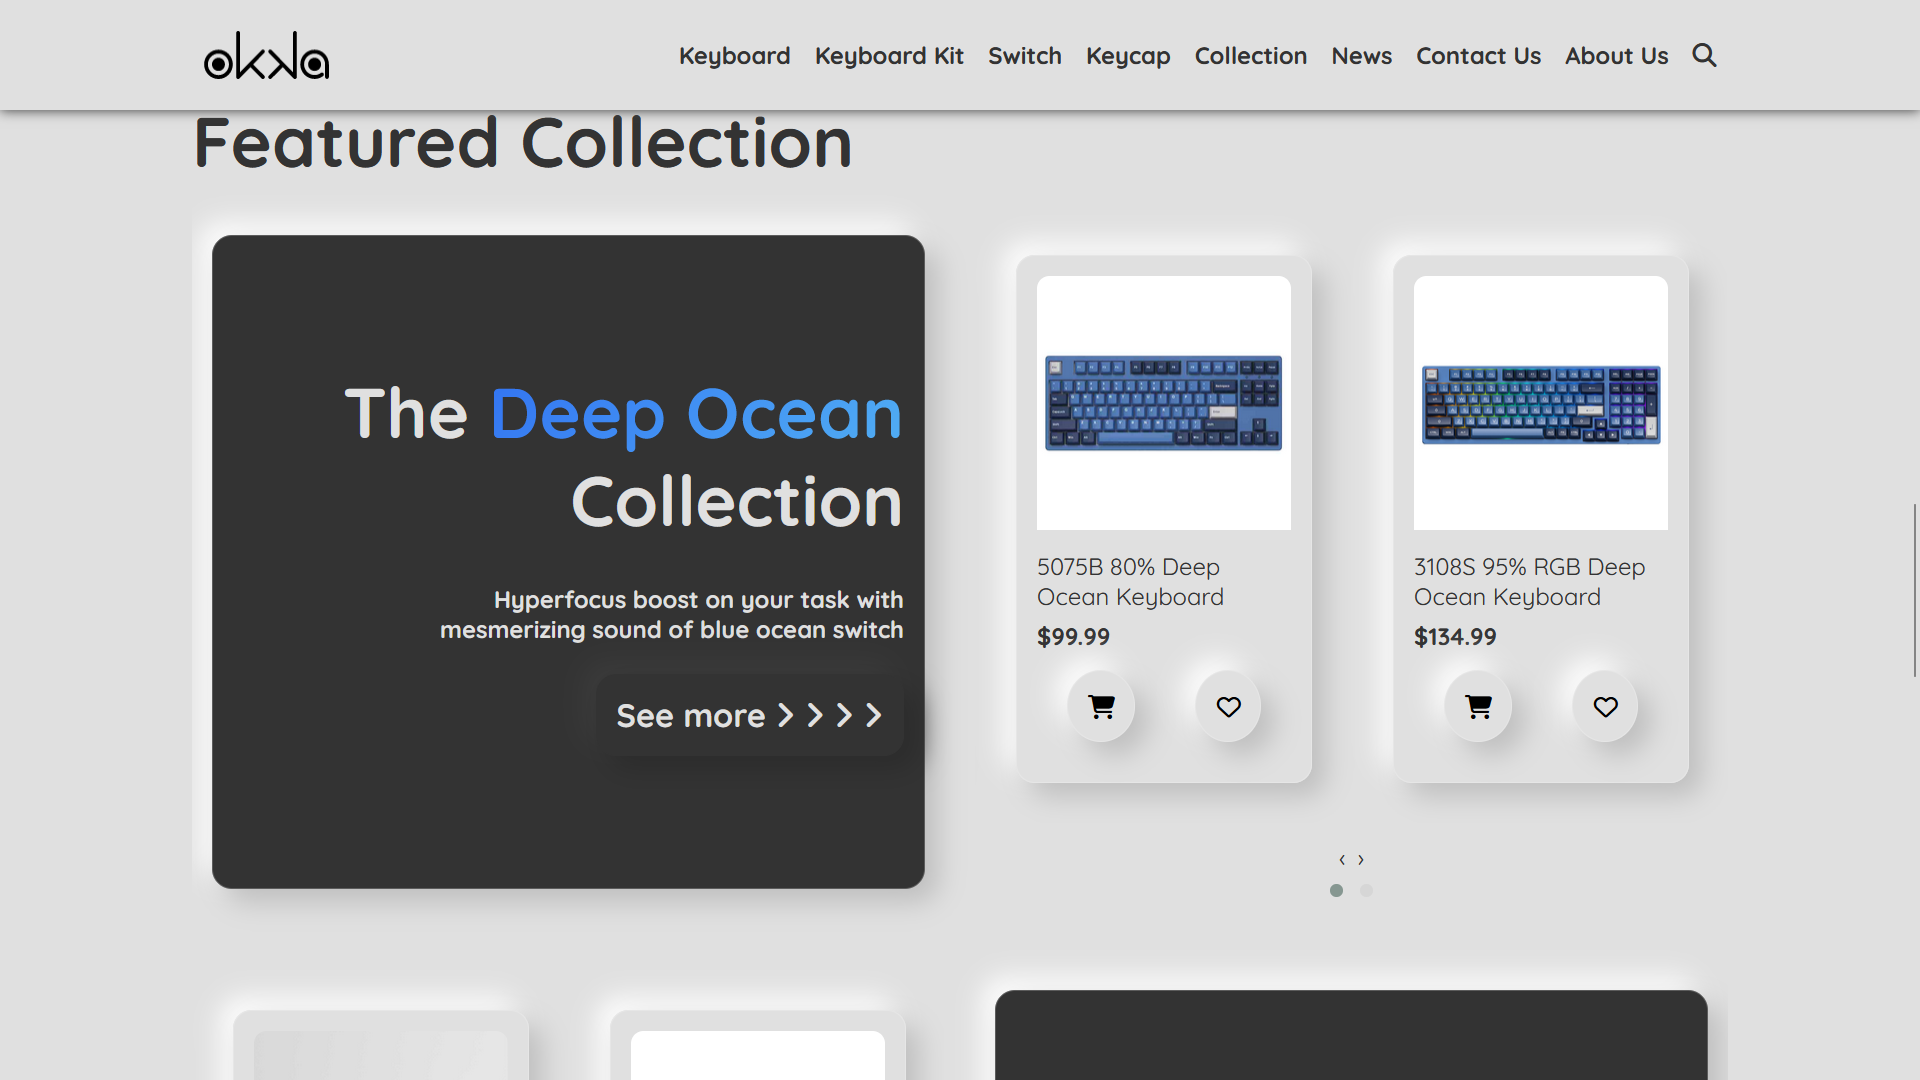 okka
Keyboard Keyboard Kit Switch Keycap Collection News Contact Us About Us
Featured Collection
The Deep Ocean
Collection
Hyperfocus boost on your task with
mesmerizing sound of blue ocean switch
See more
5075B 80% Deep
Ocean Keyboard
$99.99
3108S 95% RGB Deep
Ocean Keyboard
$134.99
‹ ›